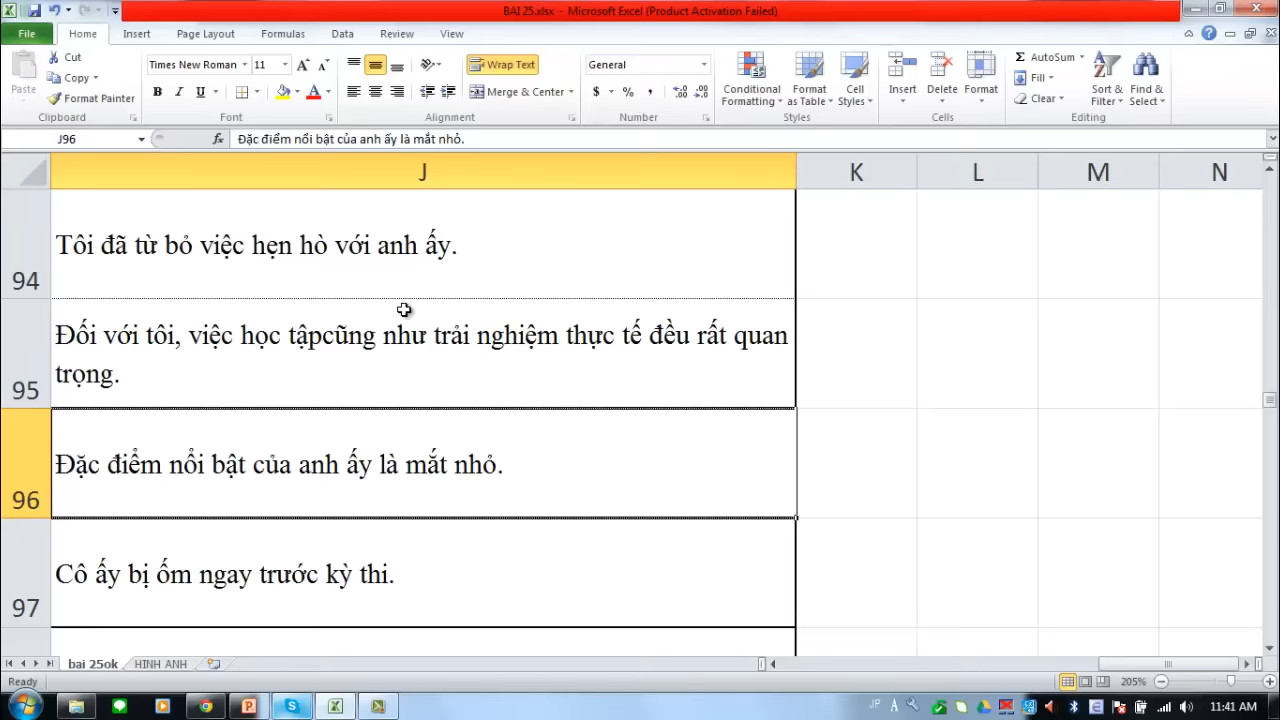 BAI 25.xlsx - Microsoft Excel (Product Activation Failed)
File Home Insert Page Layout Formulas Data Review View
Cut
Copy
Format Painter
Paste
Clipboard
Times New Roman 11
B I U
Font
Wrap Text
Merge & Center
Alignment
General
$ % ,
Number
Conditional Formatting
Format as Table
Cell Styles
Styles
Insert Delete Format
Cells
AutoSum
Fill
Clear
Sort & Filter
Find & Select
Editing
J96 fx Đặc điểm nổi bật của anh ấy là mắt nhỏ.
J K L M N
94 Tôi đã từ bỏ việc hẹn hò với anh ấy.
95 Đối với tôi, việc học tậpcũng như trải nghiệm thực tế đều rất quan
trọng.
96 Đặc điểm nổi bật của anh ấy là mắt nhỏ.
97 Cô ấy bị ốm ngay trước kỳ thi.
bai 25ok HINH ANH
Ready 205%
JP 11:41 AM